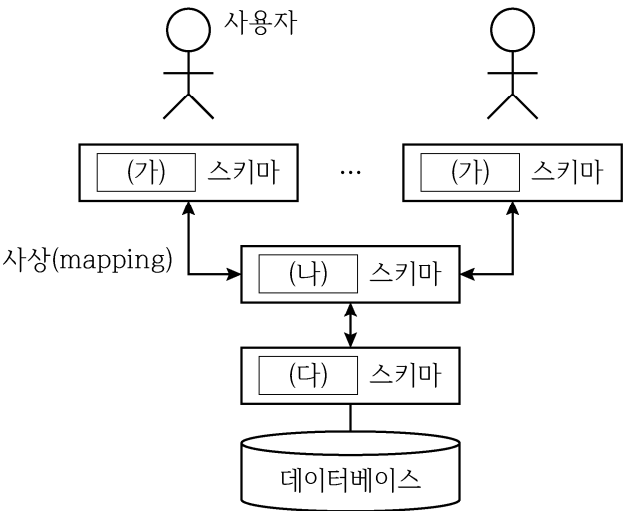 사용자
(가) 스키마 … (가) 스키마
사상(mapping)
(나) 스키마
(다) 스키마
데이터베이스